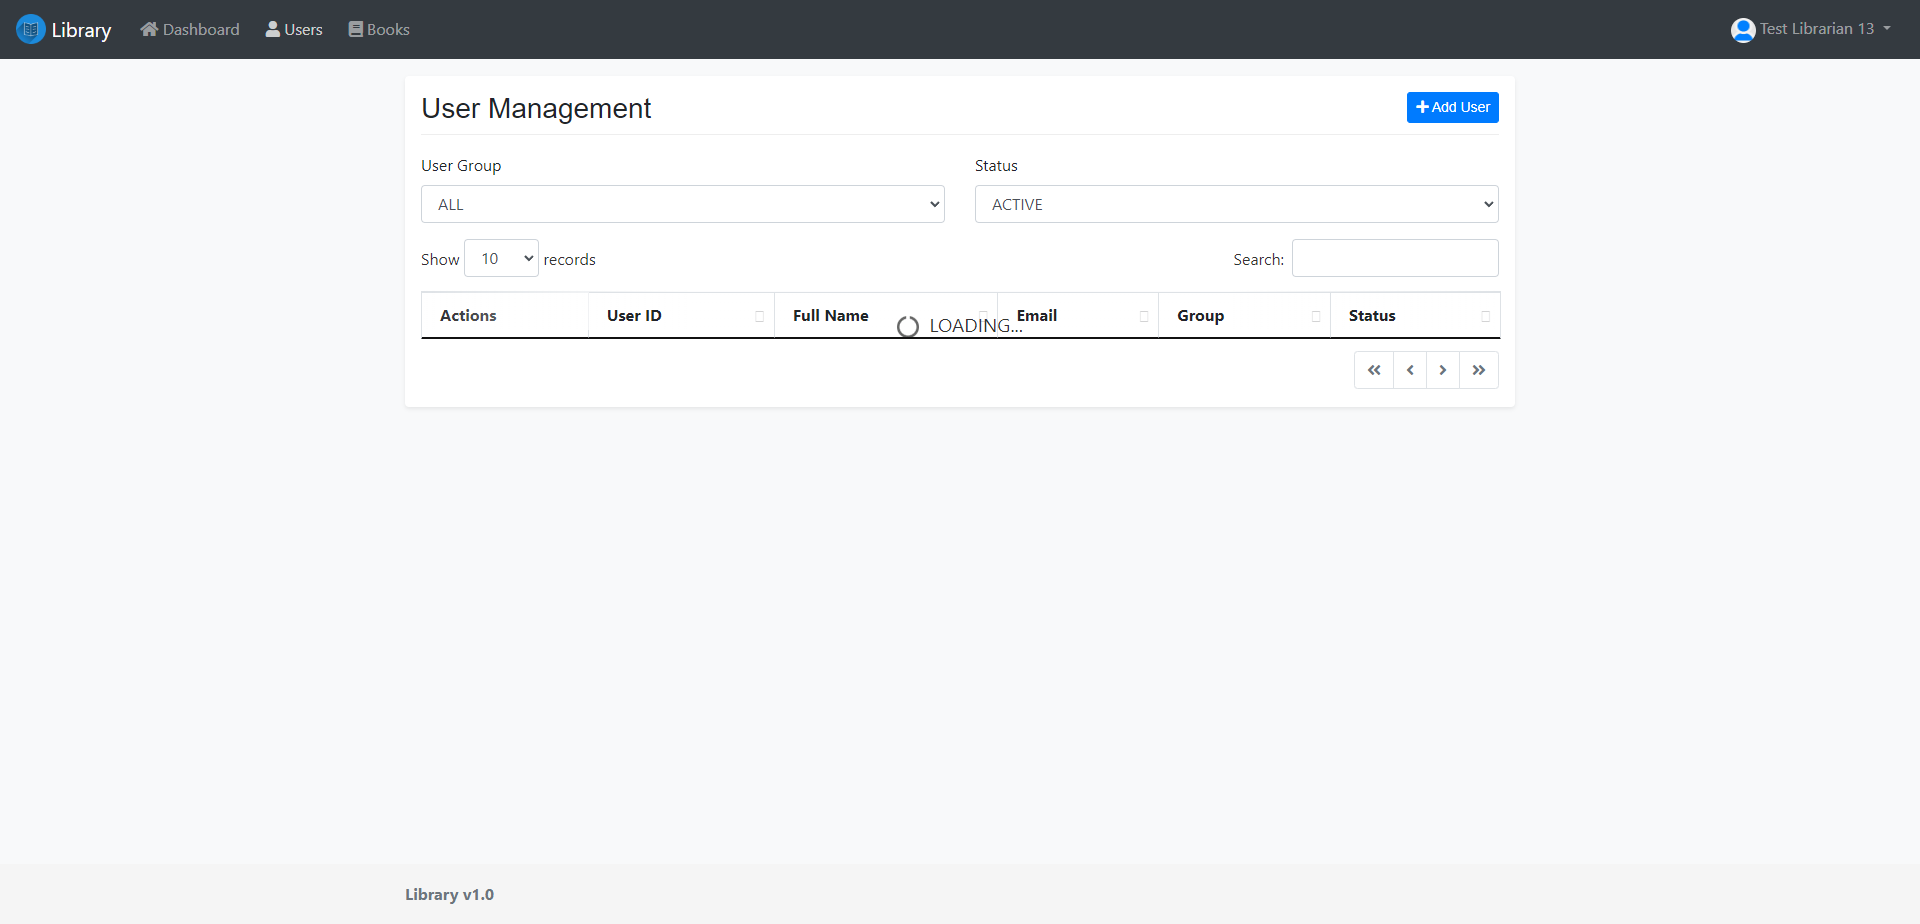 Library Dashboard Users Books Test Librarian 13
User Management Add User
User Group Status
ALL ACTIVE
Show 10 records Search:
Actions User ID Full Name Email Group Status
LOADING...
Library v1.0